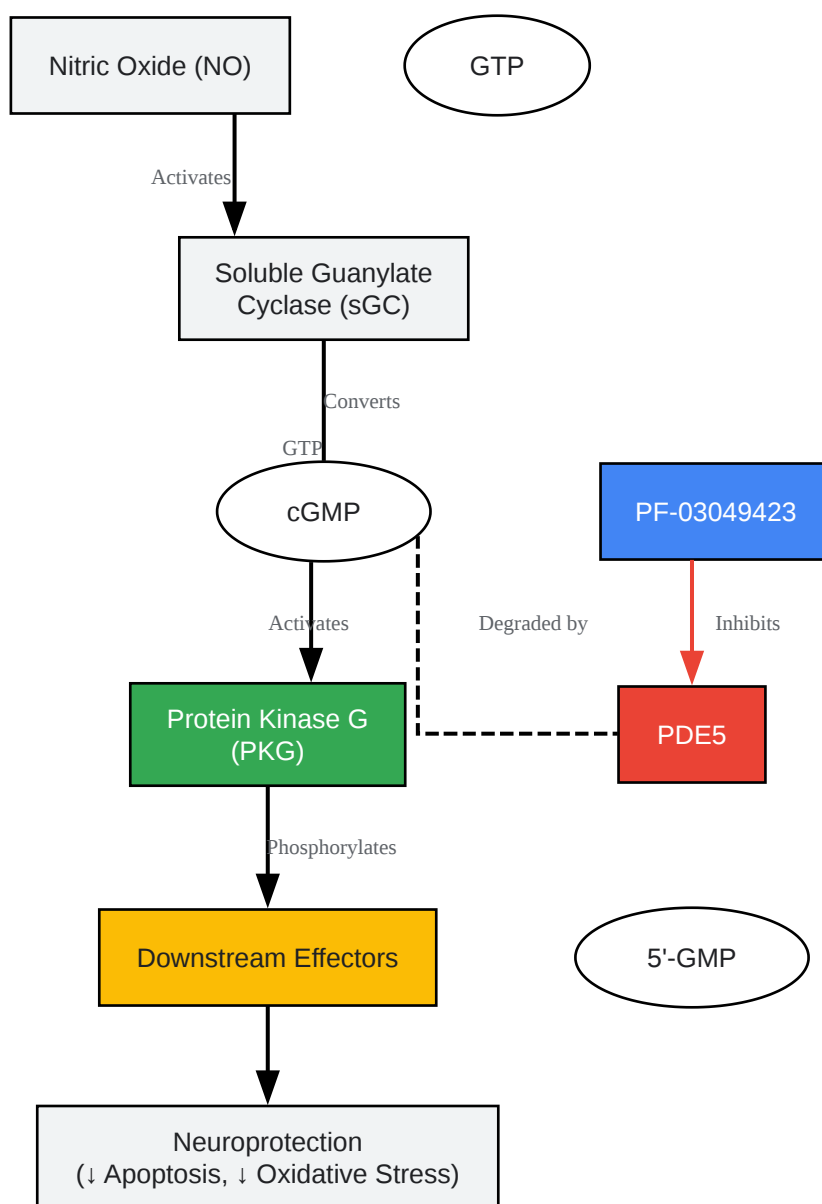 Nitric Oxide (NO)
GTP
Activates
Soluble Guanylate
Cyclase (sGC)
Converts
GTP
cGMP
PF-03049423
Activates
Degraded by
Inhibits
Protein Kinase G
(PKG)
PDE5
Phosphorylates
Downstream Effectors
5'-GMP
Neuroprotection
(↓ Apoptosis, ↓ Oxidative Stress)